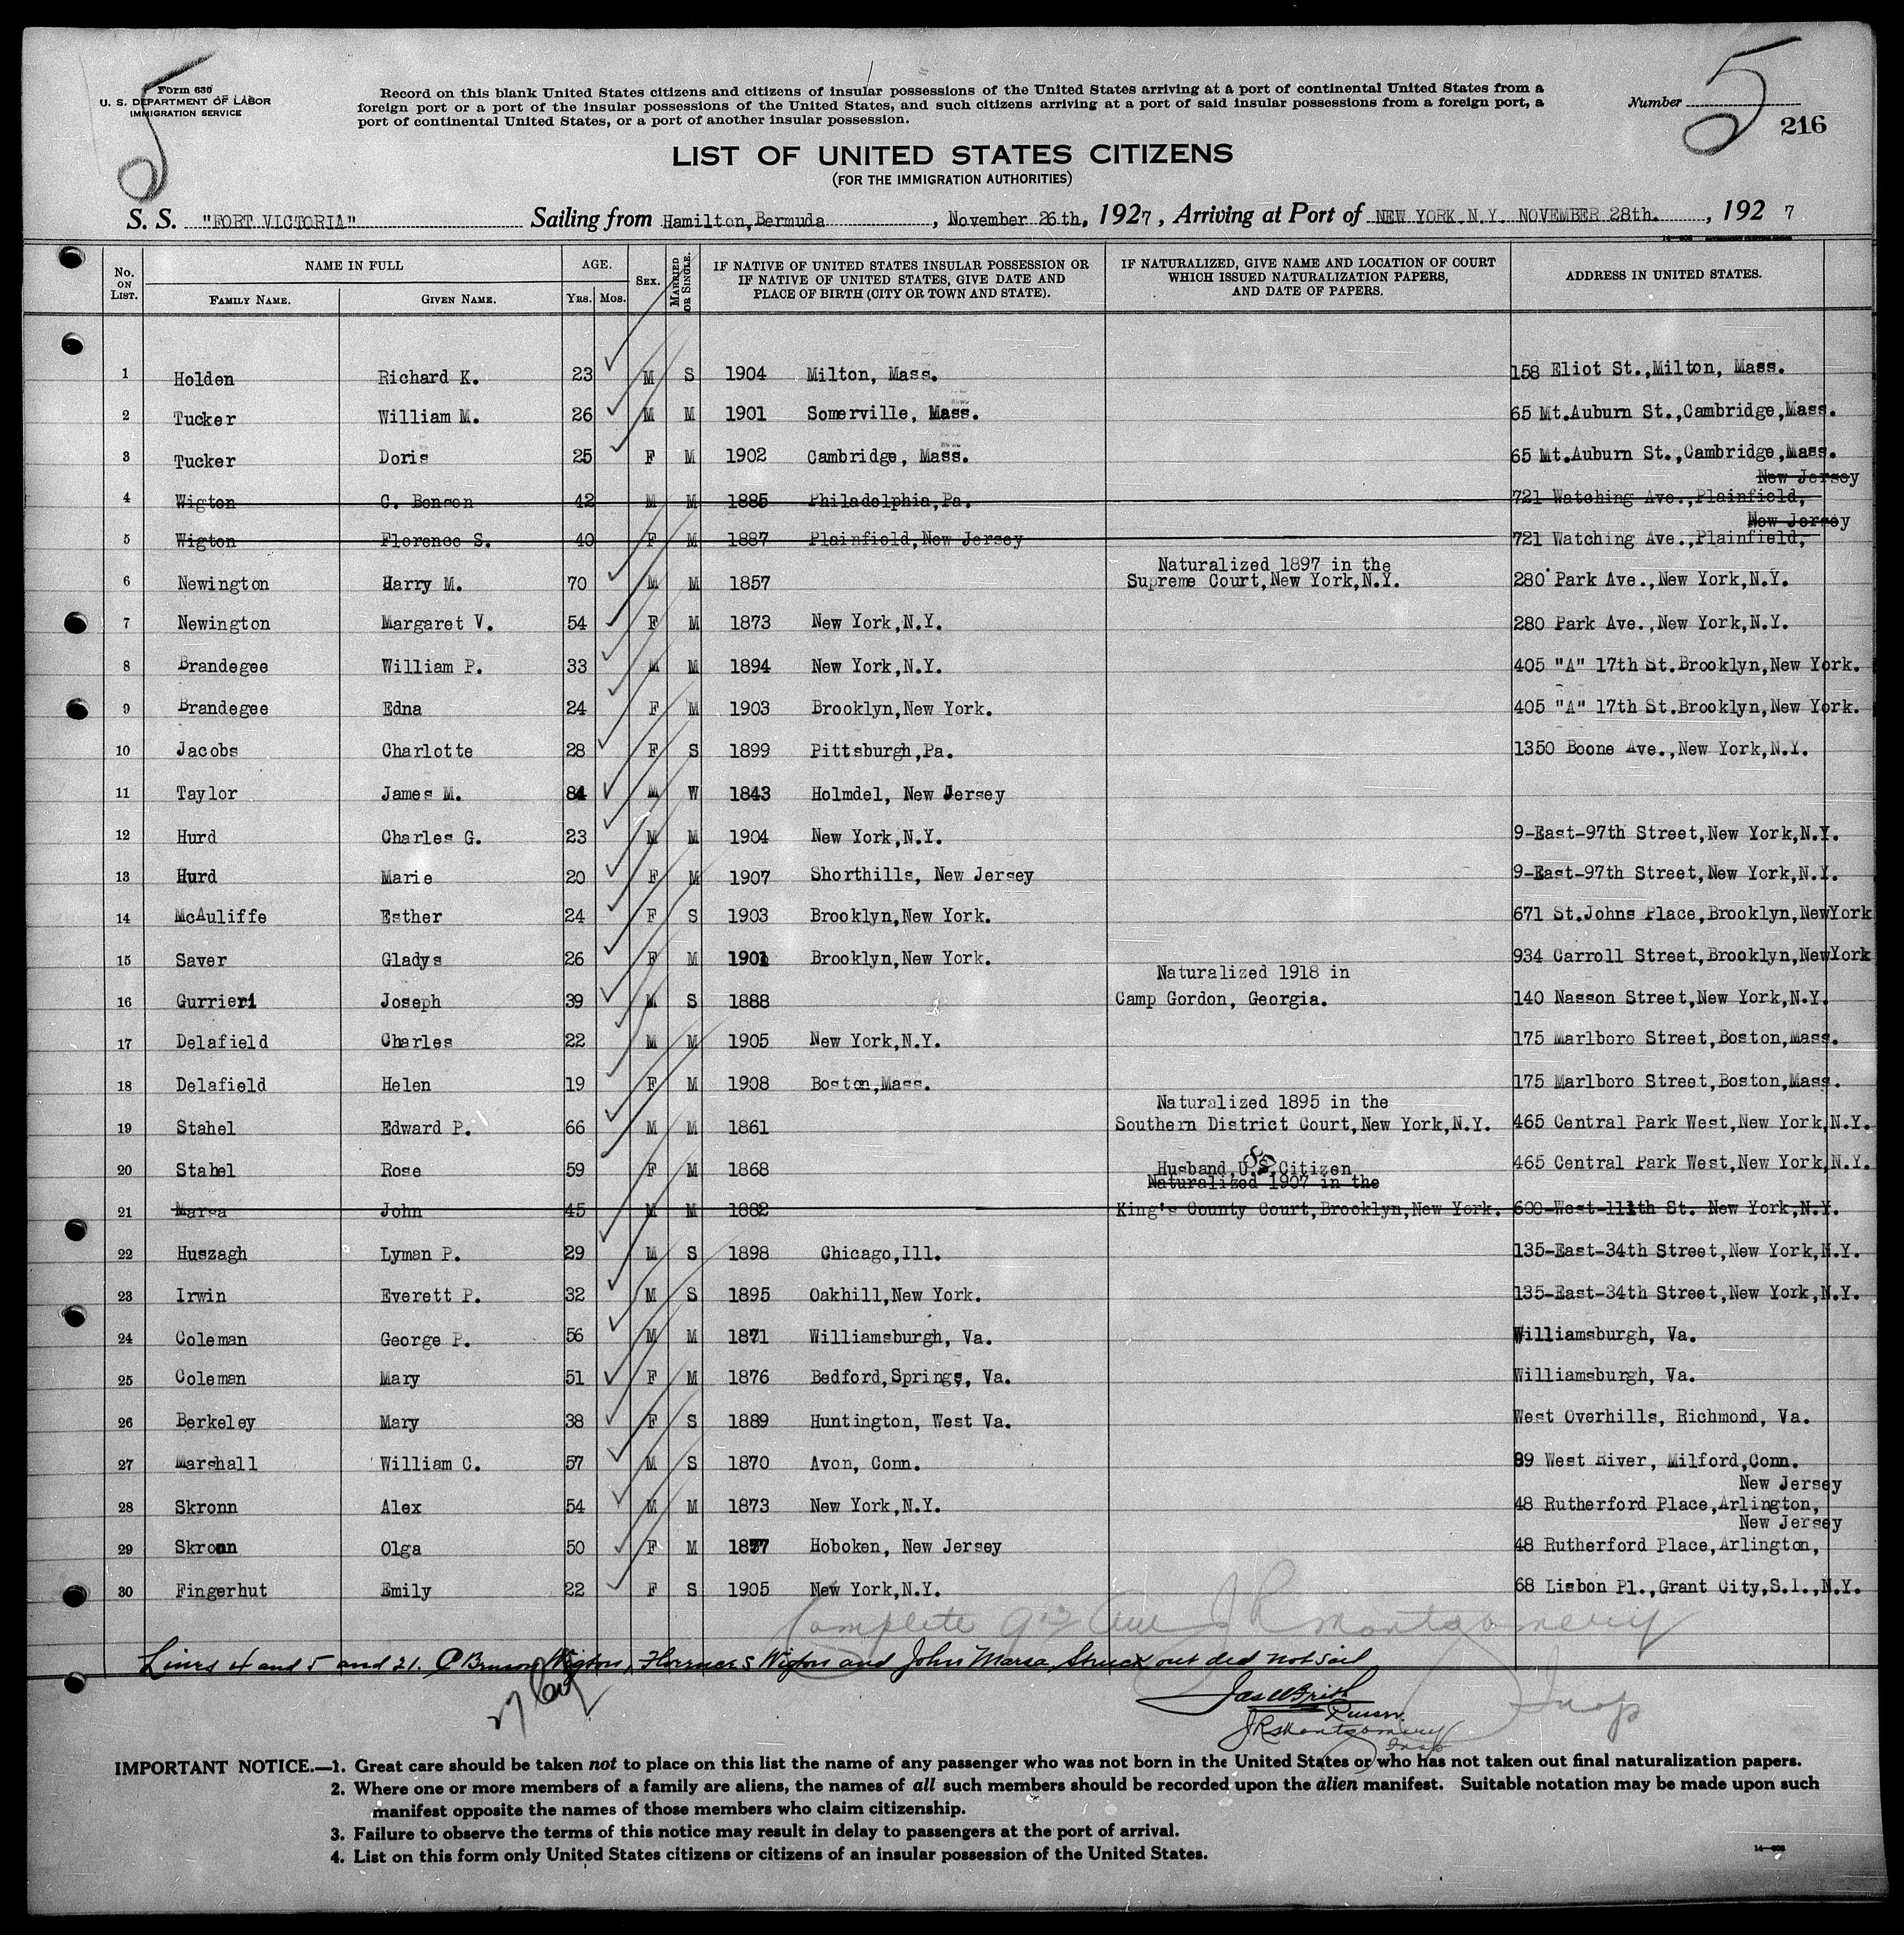 5
Form 630
U. S. DEPARTMENT OF LABOR
IMMIGRATION SERVICE
Record on this blank United States citizens and citizens of insular possessions of the United States arriving at a port of continental United States from a
foreign port or a port of the insular possessions of the United States, and such citizens arriving at a port of said insular possessions from a foreign port, a
port of continental United States, or a port of another insular possession.
Number 5
216
LIST OF UNITED STATES CITIZENS
(FOR THE IMMIGRATION AUTHORITIES)
S. S. "FORT VICTORIA" Sailing from Hamilton,Bermuda , November 26th, 1927, Arriving at Port of NEW YORK N.Y. NOVEMBER 28th. , 1927
No. ON LIST. NAME IN FULL FAMILY NAME. GIVEN NAME. AGE. YRS. MOS. SEX. MARRIED OR SINGLE. IF NATIVE OF UNITED STATES INSULAR POSSESSION OR IF NATIVE OF UNITED STATES, GIVE DATE AND PLACE OF BIRTH (CITY OR TOWN AND STATE). IF NATURALIZED, GIVE NAME AND LOCATION OF COURT WHICH ISSUED NATURALIZATION PAPERS, AND DATE OF PAPERS. ADDRESS IN UNITED STATES.
1 Holden Richard K. 23 M S 1904 Milton, Mass. 158 Eliot St.,Milton, Mass.
2 Tucker William M. 26 M M 1901 Somerville, Mass. 65 Mt.Auburn St.,Cambridge,Mass.
3 Tucker Doris 25 F M 1902 Cambridge, Mass. 65 Mt.Auburn St.,Cambridge,Mass.
New Jersey
4 Wigton C. Benson 42 M M 1885 Philadelphia,Pa. 721 Watching Ave.,Plainfield,
New Jersey
5 Wigton Florence S. 40 F M 1887 Plainfield,New Jersey 721 Watching Ave.,Plainfield,
Naturalized 1897 in the
6 Newington Harry M. 70 M M 1857 Supreme Court,New York,N.Y. 280 Park Ave.,New York,N.Y.
7 Newington Margaret V. 54 F M 1873 New York,N.Y. 280 Park Ave.,New York,N.Y.
8 Brandegee William P. 33 M M 1894 New York,N.Y. 405 "A" 17th St.Brooklyn,New York.
9 Brandegee Edna 24 F M 1903 Brooklyn,New York. 405 "A" 17th St.Brooklyn,New York.
10 Jacobs Charlotte 28 F S 1899 Pittsburgh,Pa. 1350 Boone Ave.,New York,N.Y.
11 Taylor James M. 84 M W 1843 Holmdel, New Jersey
12 Hurd Charles G. 23 M M 1904 New York,N.Y. 9-East-97th Street,New York,N.Y.
13 Hurd Marie 20 F M 1907 Shorthills, New Jersey 9-East-97th Street,New York,N.Y.
14 McAuliffe Esther 24 F S 1903 Brooklyn,New York. 671 St.Johns Place,Brooklyn,NewYork
15 Saver Gladys 26 F M 1901 Brooklyn,New York. 934 Carroll Street,Brooklyn,NewYork
Naturalized 1918 in
16 Gurrieri Joseph 39 M S 1888 Camp Gordon, Georgia. 140 Nasson Street,New York,N.Y.
17 Delafield Charles 22 M M 1905 New York,N.Y. 175 Marlboro Street,Boston,Mass.
18 Delafield Helen 19 F M 1908 Boston,Mass. 175 Marlboro Street,Boston,Mass.
Naturalized 1895 in the
19 Stahel Edward P. 66 M M 1861 Southern District Court,New York,N.Y. 465 Central Park West,New York,N.Y.
20 Stahel Rose 59 F M 1868 Husband,U.S.Citizen 465 Central Park West,New York,N.Y.
Naturalized 1907 in the
21 Marsa John 45 M M 1882 King's County Court,Brooklyn,New York. 600-West-111th St. New York,N.Y.
22 Huszagh Lyman P. 29 M S 1898 Chicago,Ill. 135-East-34th Street,New York,N.Y.
23 Irwin Everett P. 32 M S 1895 Oakhill,New York. 135-East-34th Street,New York,N.Y.
24 Coleman George P. 56 M M 1871 Williamsburgh, Va. Williamsburgh, Va.
25 Coleman Mary 51 F M 1876 Bedford,Springs, Va. Williamsburgh, Va.
26 Berkeley Mary 38 F S 1889 Huntington, West Va. West Overhills, Richmond, Va.
27 Marshall William C. 57 M S 1870 Avon, Conn. 89 West River, Milford,Conn.
New Jersey
28 Skronn Alex 54 M M 1873 New York,N.Y. 48 Rutherford Place,Arlington,
New Jersey
29 Skronn Olga 50 F M 1877 Hoboken, New Jersey 48 Rutherford Place,Arlington,
30 Fingerhut Emily 22 F S 1905 New York,N.Y. 68 Lisbon Pl.,Grant City,S.I.,N.Y.
Complete J R Montgomery
Lines 4 and 5 and 21. C Benson Wigton, Florence S Wigton and John Marsa Struck out did not sail
Insp
Purser.
JR Montgomery
Insp
IMPORTANT NOTICE.—1. Great care should be taken not to place on this list the name of any passenger who was not born in the United States or who has not taken out final naturalization papers.
2. Where one or more members of a family are aliens, the names of all such members should be recorded upon the alien manifest. Suitable notation may be made upon such
manifest opposite the names of those members who claim citizenship.
3. Failure to observe the terms of this notice may result in delay to passengers at the port of arrival.
4. List on this form only United States citizens or citizens of an insular possession of the United States.